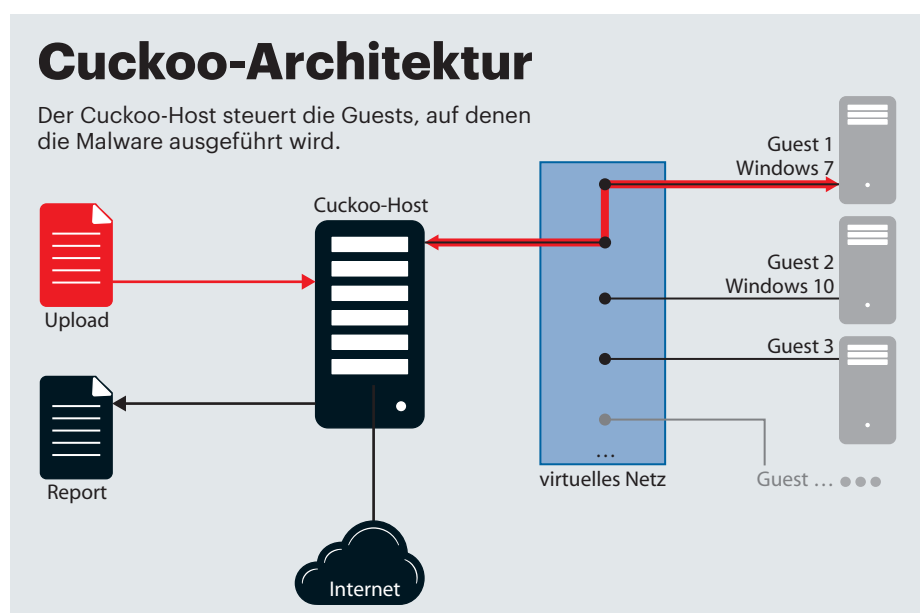 Cuckoo-Architektur
Der Cuckoo-Host steuert die Guests, auf denen
die Malware ausgeführt wird.
Upload
Report
Cuckoo-Host
Internet
virtuelles Netz
...
Guest 1
Windows 7
Guest 2
Windows 10
Guest 3
Guest ...